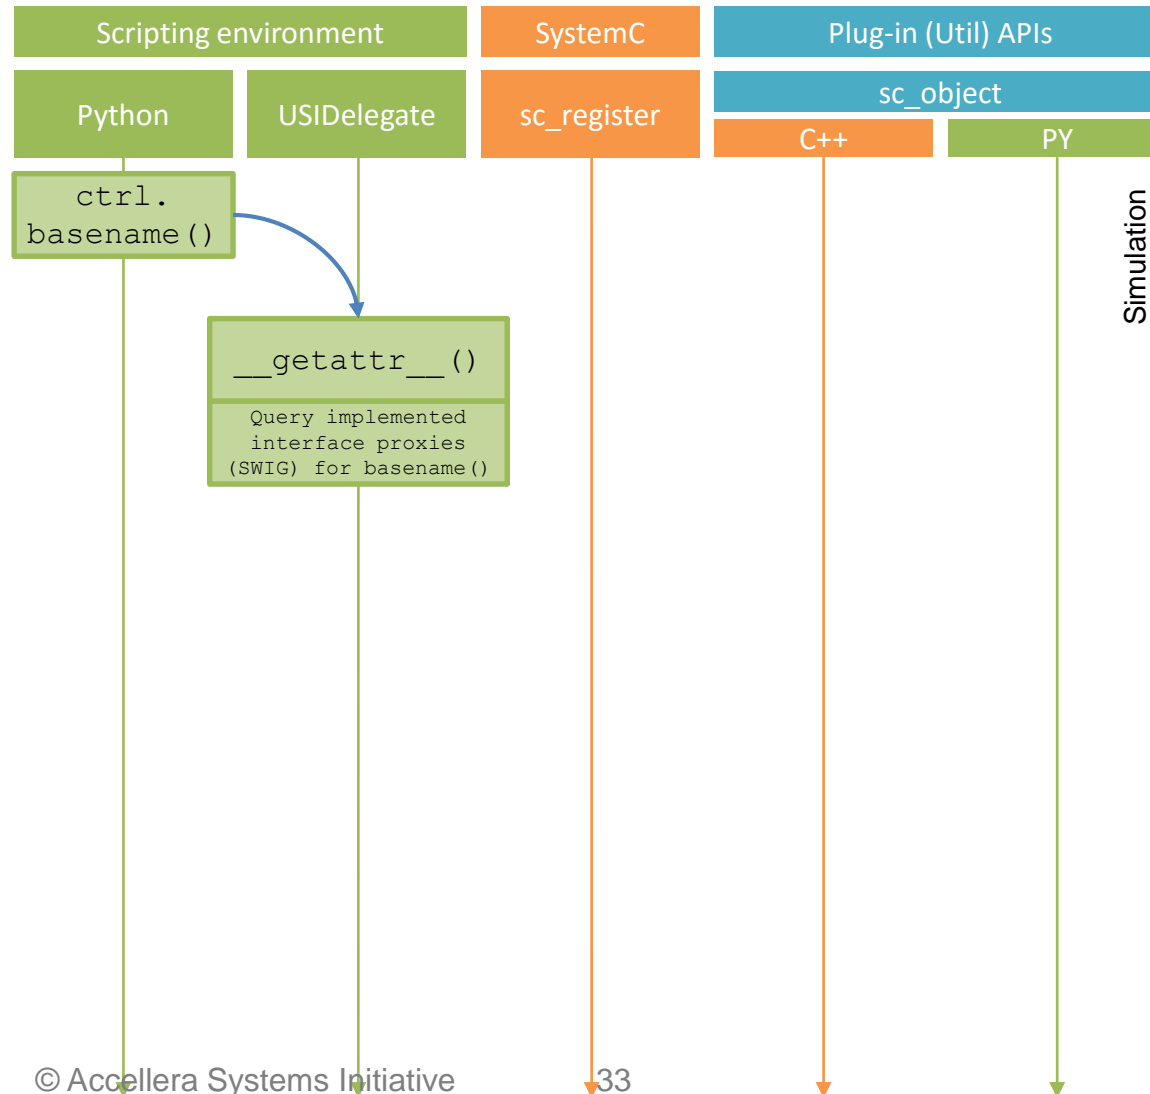 Scripting environment
SystemC
Plug-in (Util) APIs
Python
USIDelegate
sc_register
sc_object
C++
PY
ctrl.
basename()
Simulation
__getattr__()
Query implemented
interface proxies
(SWIG) for basename()
© Accellera Systems Initiative
33